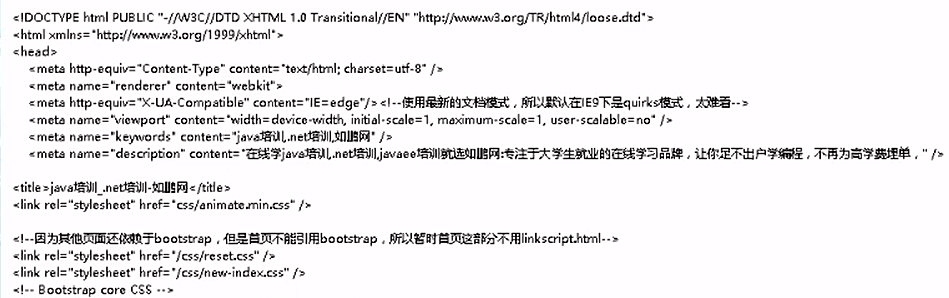 <!DOCTYPE html PUBLIC "-//W3C//DTD XHTML 1.0 Transitional//EN" "http://www.w3.org/TR/html4/loose.dtd">
<html xmlns="http://www.w3.org/1999/xhtml">
<head>
<meta http-equiv="Content-Type" content="text/html; charset=utf-8" />
<meta name="renderer" content="webkit">
<meta http-equiv="X-UA-Compatible" content="IE=edge"/><!--使用最新的文档模式，所以默认在IE9下是quirks模式，太难看-->
<meta name="viewport" content="width=device-width, initial-scale=1, maximum-scale=1, user-scalable=no" />
<meta name="keywords" content="java培训,.net培训,如鹏网" />
<meta name="description" content="在线学java培训,.net培训,javaee培训就选如鹏网:专注于大学生就业的在线学习品牌，让你足不出户学编程，不再为高学费埋单，" />
<title>java培训_.net培训-如鹏网</title>
<link rel="stylesheet" href="css/animate.min.css" />
<!--因为其他页面还依赖于bootstrap，但是首页不能引用bootstrap，所以暂时首页这部分不用linkscript.html-->
<link rel="stylesheet" href="/css/reset.css" />
<link rel="stylesheet" href="/css/new-index.css" />
<!-- Bootstrap core CSS -->